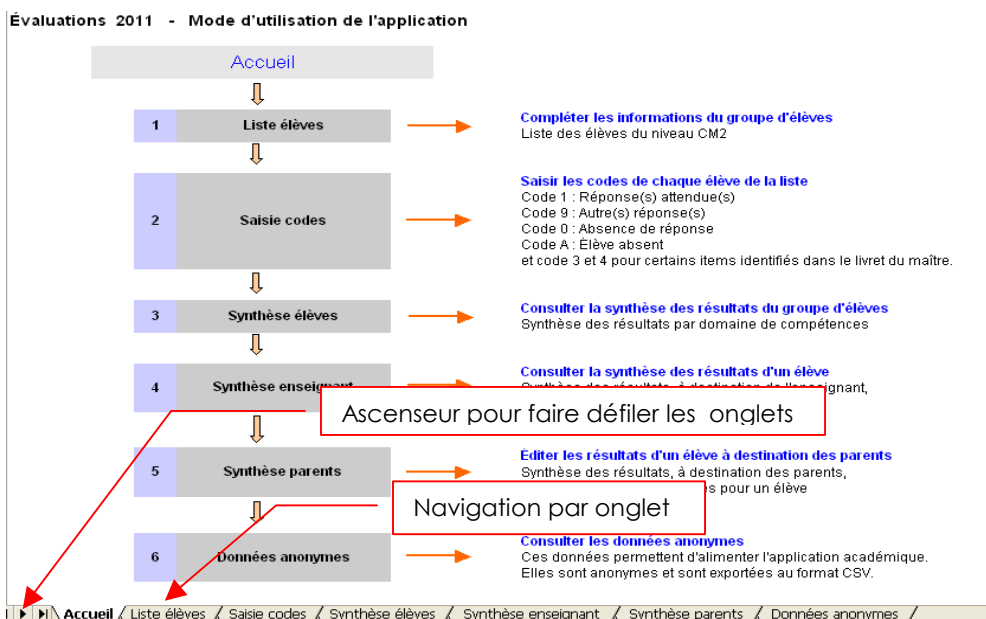 Évaluations 2011 - Mode d'utilisation de l'application
Accueil
1 Liste élèves
Compléter les informations du groupe d'élèves
Liste des élèves du niveau CM2
2 Saisie codes
Saisir les codes de chaque élève de la liste
Code 1 : Réponse(s) attendue(s)
Code 9 : Autre(s) réponse(s)
Code 0 : Absence de réponse
Code A : Élève absent
et code 3 et 4 pour certains items identifiés dans le livret du maître.
3 Synthèse élèves
Consulter la synthèse des résultats du groupe d'élèves
Synthèse des résultats par domaine de compétences
4 Synthèse enseignant
Consulter la synthèse des résultats d'un élève
Synthèse des résultats, à destination de l'enseignant,
Ascenseur pour faire défiler les onglets
5 Synthèse parents
Éditer les résultats d'un élève à destination des parents
Synthèse des résultats, à destination des parents,
pour un élève
Navigation par onglet
6 Données anonymes
Consulter les données anonymes
Ces données permettent d'alimenter l'application académique.
Elles sont anonymes et sont exportées au format CSV.
Accueil / Liste élèves / Saisie codes / Synthèse élèves / Synthèse enseignant / Synthèse parents / Données anonymes /